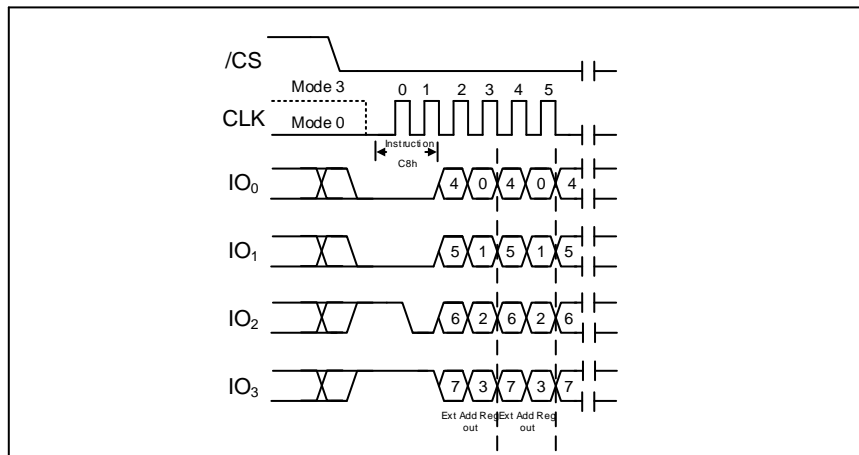 /CS
Mode 3
0 1 2 3 4 5
CLK
Mode 0
Instruction
C8h
IO0
4 0 4 0 4
IO1
5 1 5 1 5
IO2
6 2 6 2 6
IO3
7 3 7 3 7
Ext Add Reg Ext Add Reg
out out